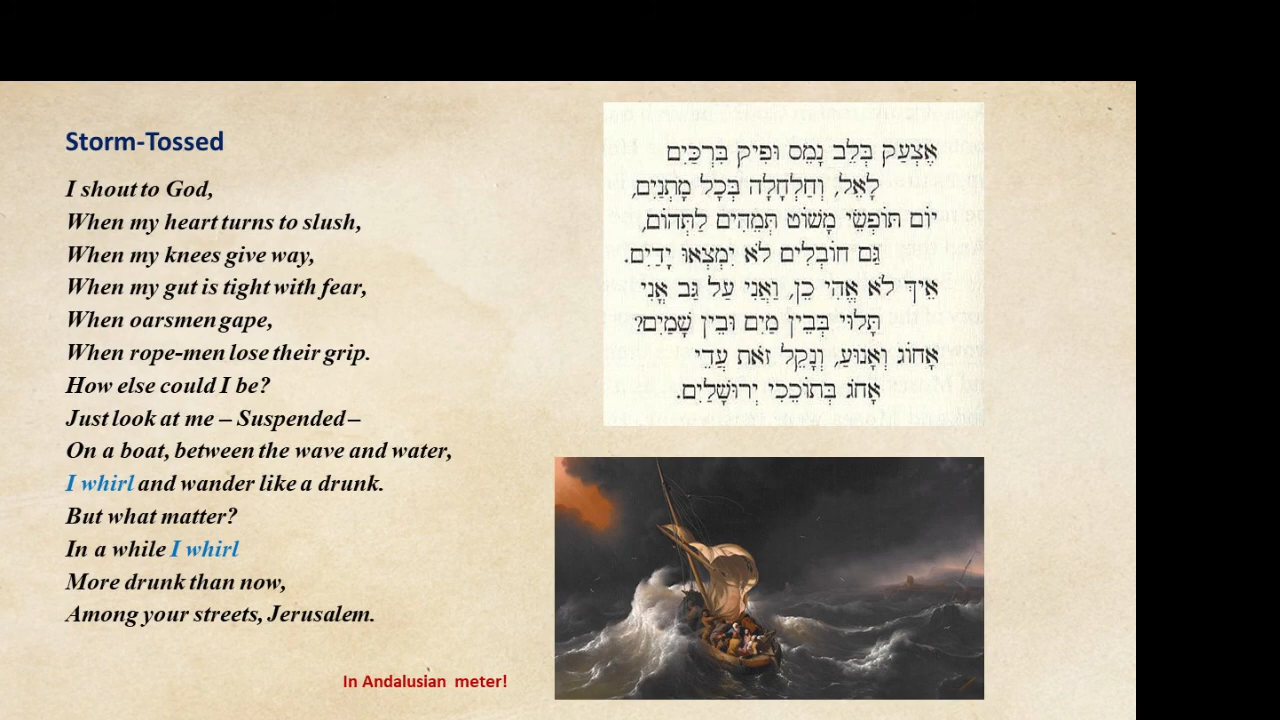 Storm-Tossed
I shout to God,
When my heart turns to slush,
When my knees give way,
When my gut is tight with fear,
When oarsmen gape,
When rope-men lose their grip.
How else could I be?
Just look at me – Suspended –
On a boat, between the wave and water,
I whirl and wander like a drunk.
But what matter?
In a while I whirl
More drunk than now,
Among your streets, Jerusalem.
In Andalusian meter!
אֶצְעַק בְּלֵב נָמֵס וּפִיק בִּרְכַּיִם
לָאֵל, וְחַלְחָלָה בְּכָל מָתְנַיִם,
יוֹם תּוֹפְשֵׂי מָשׁוֹט תְּמֵהִים לַתְּהוֹם,
גַּם חוֹבְלִים לֹא יִמְצְאוּ יָדַיִם.
אֵיךְ לֹא אֱהִי כֵן, וַאֲנִי עַל גַּב אֳנִי
תָּלוּי בְּבֵין מַיִם וּבֵין שָׁמַיִם?
אָחוֹג וְאָנוּעַ, וְנָקֵל זֹאת עֲדֵי
אָחֹג בְּתוֹכֲכִי יְרוּשָׁלַיִם.